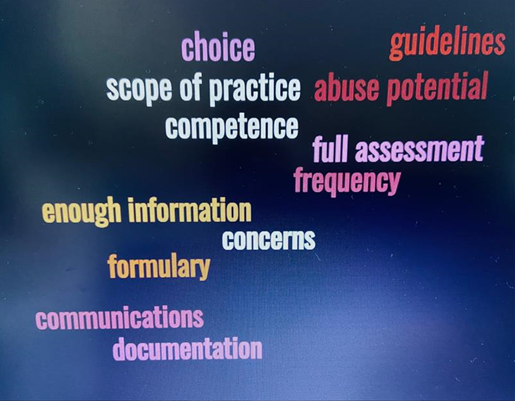 choice
guidelines
scope of practice
abuse potential
competence
full assessment
frequency
enough information
concerns
formulary
communications
documentation